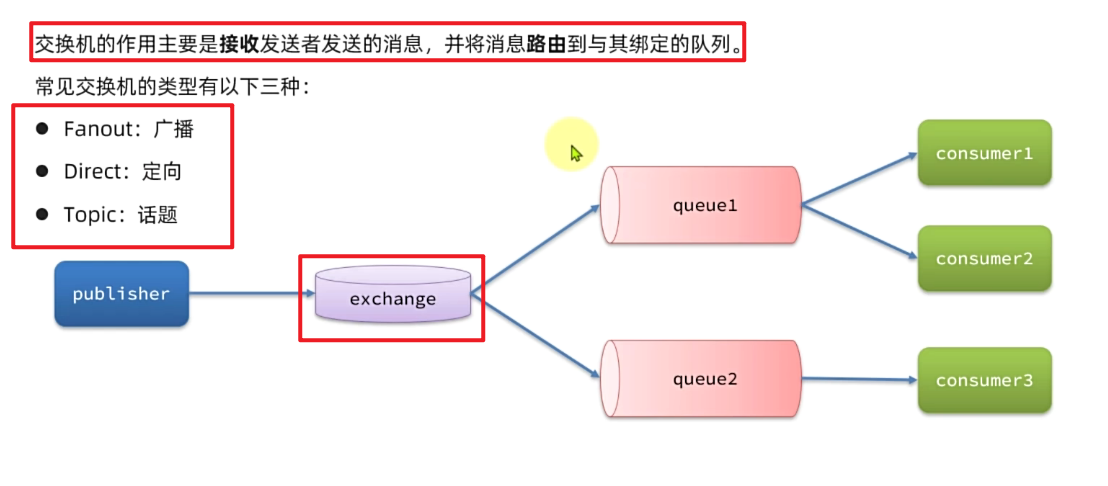 交换机的作用主要是接收发送者发送的消息，并将消息路由到与其绑定的队列。
常见交换机的类型有以下三种：
● Fanout：广播
● Direct：定向
● Topic：话题
publisher
exchange
queue1
queue2
consumer1
consumer2
consumer3